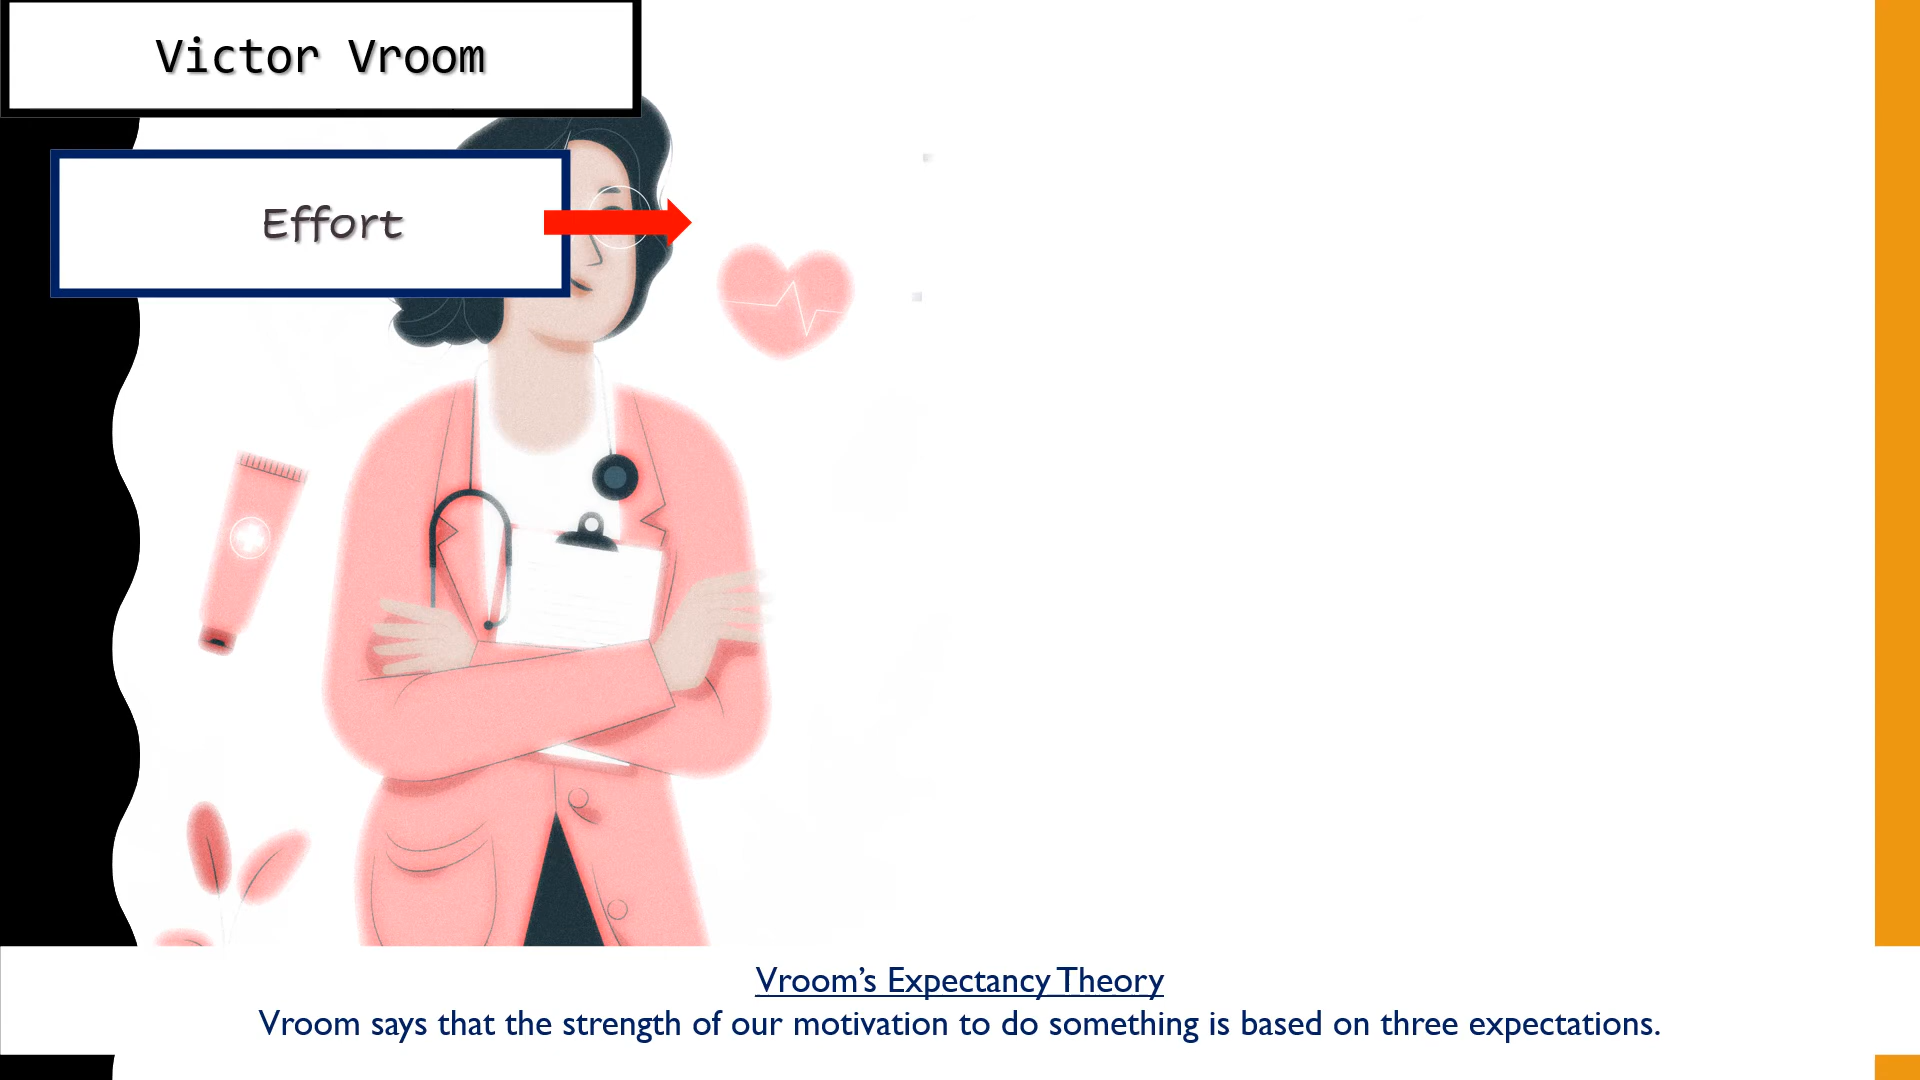 Victor Vroom
Effort
Vroom’s Expectancy Theory
Vroom says that the strength of our motivation to do something is based on three expectations.